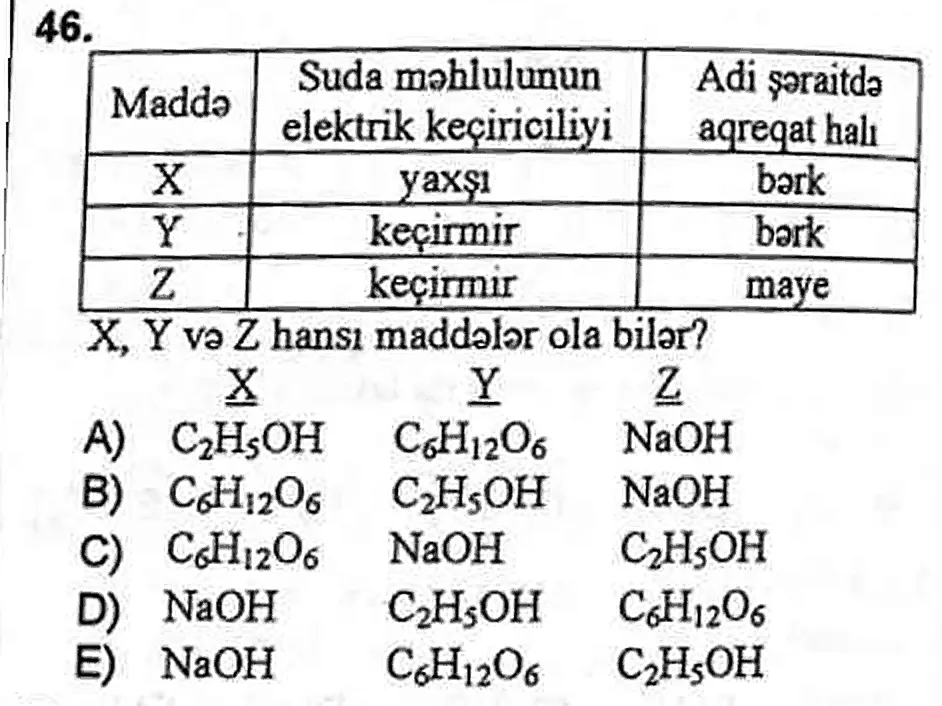 46.
Maddə | Suda məhlulunun elektrik keçiriciliyi | Adi şəraitdə aqreqat halı
X | yaxşı | bərk
Y | keçirmir | bərk
Z | keçirmir | maye
X, Y və Z hansı maddələr ola bilər?
X Y Z
A) C₂H₅OH C₆H₁₂O₆ NaOH
B) C₆H₁₂O₆ C₂H₅OH NaOH
C) C₆H₁₂O₆ NaOH C₂H₅OH
D) NaOH C₂H₅OH C₆H₁₂O₆
E) NaOH C₆H₁₂O₆ C₂H₅OH